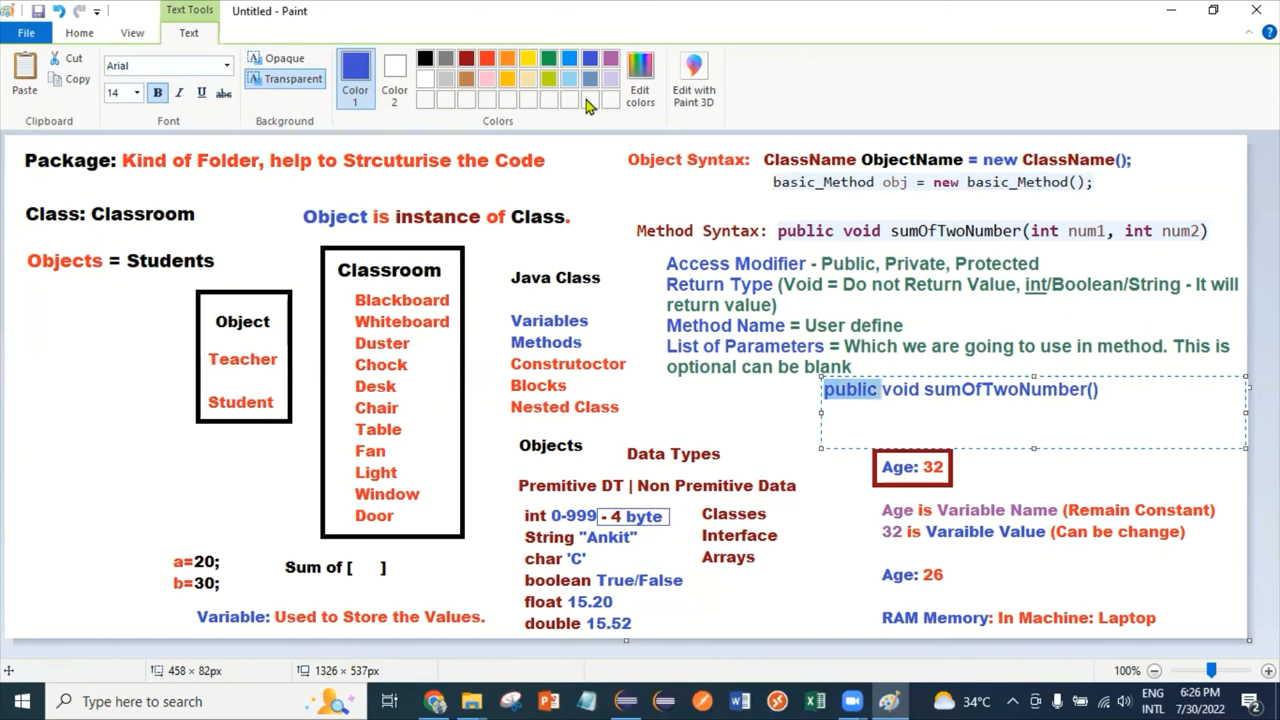 Text Tools
Untitled - Paint
File
Home
View
Text
Paste
Cut
Copy
Clipboard
Arial
14
B
I
U
abc
Font
Opaque
Transparent
Background
Color 1
Color 2
Colors
Edit colors
Edit with Paint 3D
Package: Kind of Folder, help to Strcuturise the Code
Class: Classroom
Object is instance of Class.
Objects = Students
Object
Teacher
Student
Classroom
Blackboard
Whiteboard
Duster
Chock
Desk
Chair
Table
Fan
Light
Window
Door
a=20;
b=30;
Sum of [ ]
Variable: Used to Store the Values.
Java Class
Variables
Methods
Construtoctor
Blocks
Nested Class
Objects
Data Types
Premitive DT | Non Premitive Data
int 0-999 - 4 byte
String "Ankit"
char 'C'
boolean True/False
float 15.20
double 15.52
Classes
Interface
Arrays
Object Syntax: ClassName ObjectName = new ClassName();
basic_Method obj = new basic_Method();
Method Syntax: public void sumOfTwoNumber(int num1, int num2)
Access Modifier - Public, Private, Protected
Return Type (Void = Do not Return Value, int/Boolean/String - It will
return value)
Method Name = User define
List of Parameters = Which we are going to use in method. This is
optional can be blank
public void sumOfTwoNumber()
Age: 32
Age is Variable Name (Remain Constant)
32 is Varaible Value (Can be change)
Age: 26
RAM Memory: In Machine: Laptop
458 × 82px
1326 × 537px
100%
Type here to search
34°C
ENG
INTL
6:26 PM
7/30/2022
2